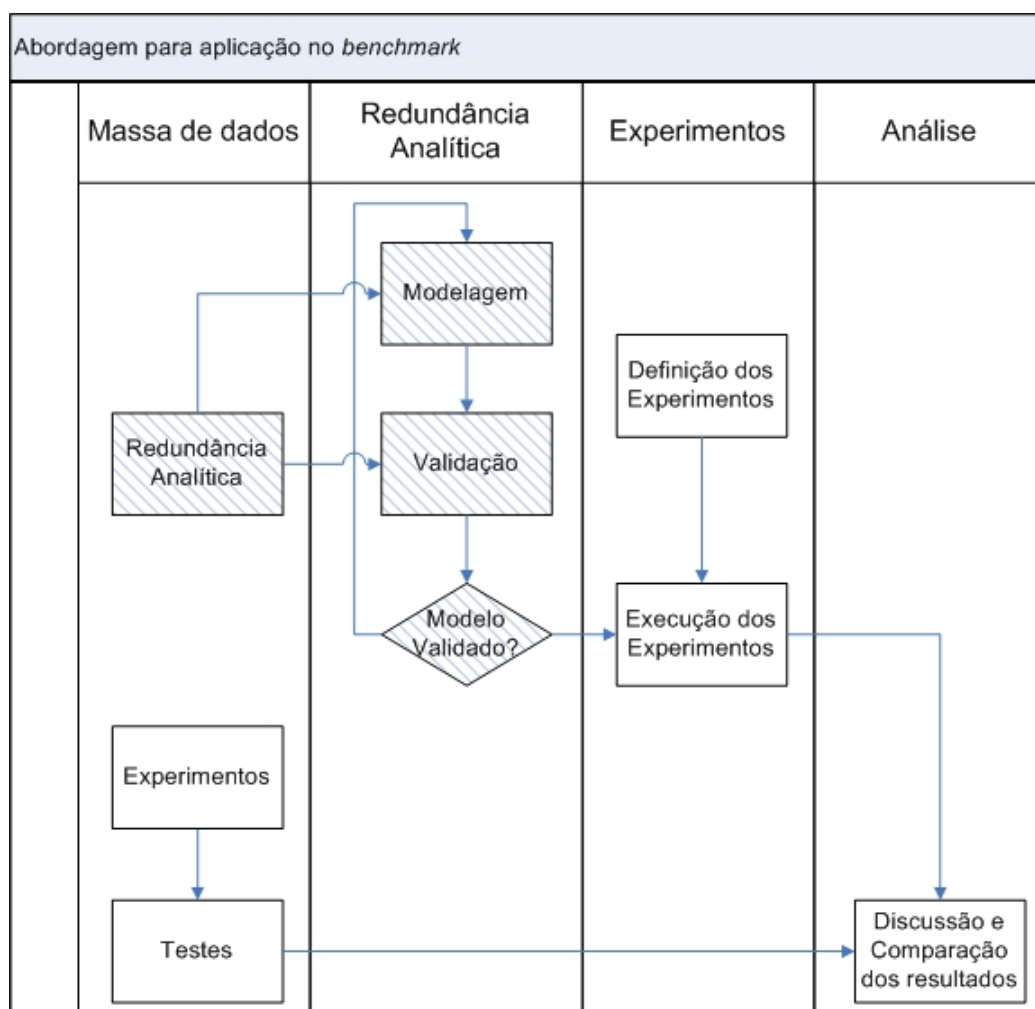 Abordagem para aplicação no benchmark
Massa de dados
Redundância
Analítica
Experimentos
Análise
Modelagem
Definição dos
Experimentos
Redundância
Analítica
Validação
Modelo
Validado?
Execução dos
Experimentos
Experimentos
Testes
Discussão e
Comparação
dos resultados